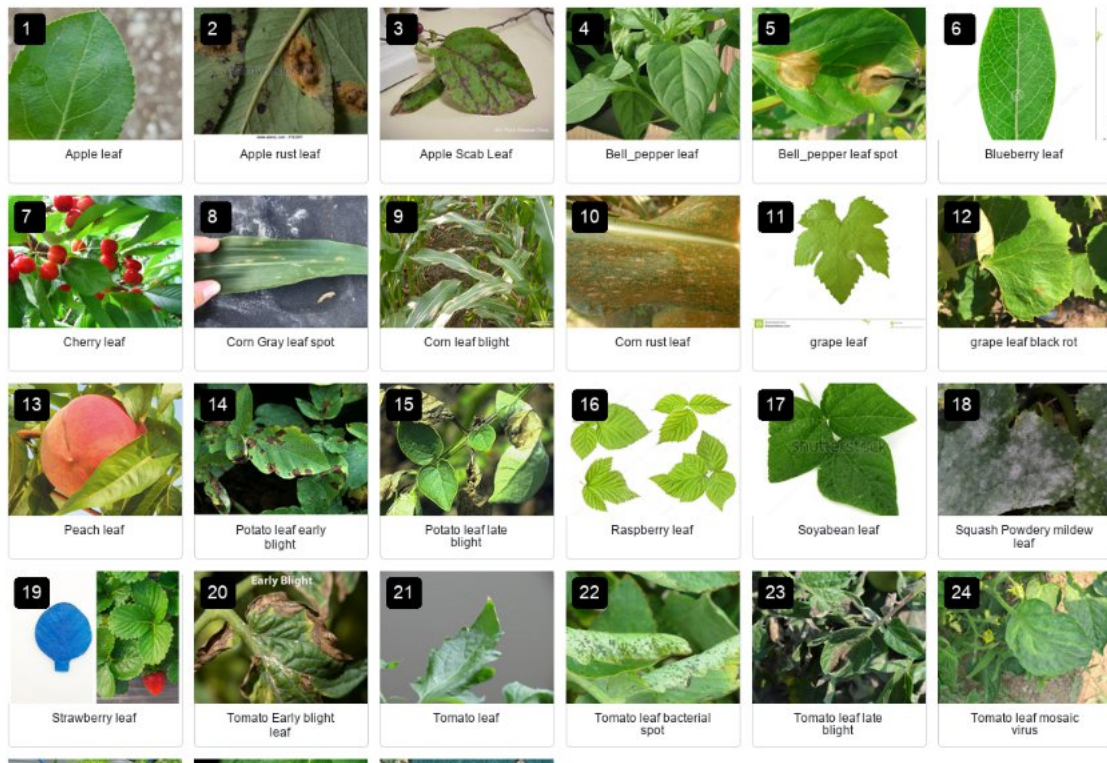 1
2
3
4
5
6
Apple leaf
Apple rust leaf
Apple Scab Leaf
Bell_pepper leaf
Bell_pepper leaf spot
Blueberry leaf
7
8
9
10
11
12
Cherry leaf
Corn Gray leaf spot
Corn leaf blight
Corn rust leaf
grape leaf
grape leaf black rot
13
14
15
16
17
18
shutterstock
Peach leaf
Potato leaf early
blight
Potato leaf late
blight
Raspberry leaf
Soyabean leaf
Squash Powdery mildew
leaf
19
20
21
22
23
24
Early Blight
Strawberry leaf
Tomato Early blight
leaf
Tomato leaf
Tomato leaf bacterial
spot
Tomato leaf late
blight
Tomato leaf mosaic
virus